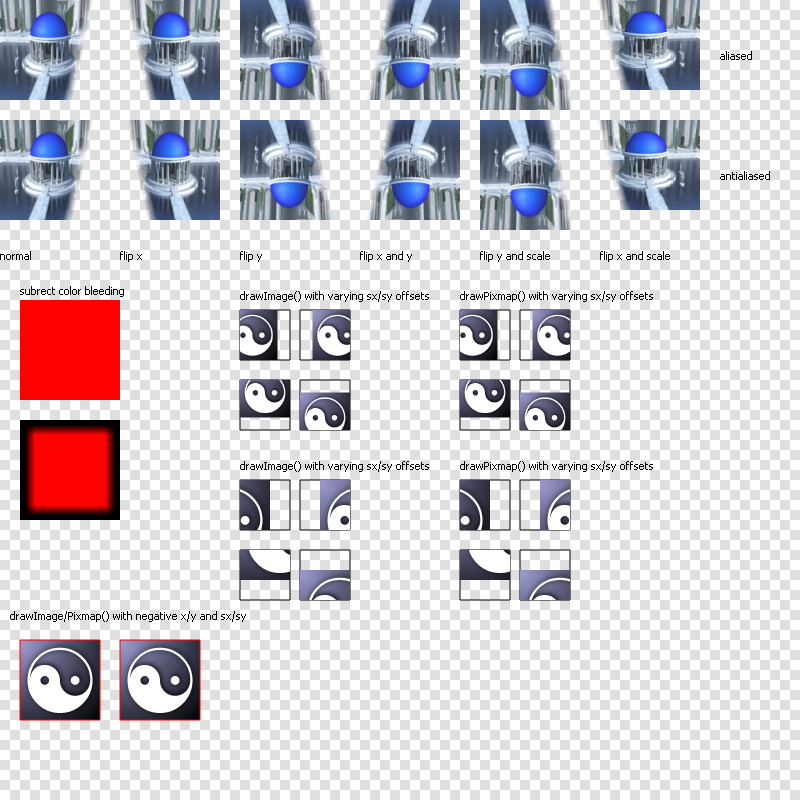 aliased
antialiased
normal flip x flip y flip x and y flip y and scale flip x and scale
subrect color bleeding
drawImage() with varying sx/sy offsets drawPixmap() with varying sx/sy offsets
drawImage() with varying sx/sy offsets drawPixmap() with varying sx/sy offsets
drawImage/Pixmap() with negative x/y and sx/sy